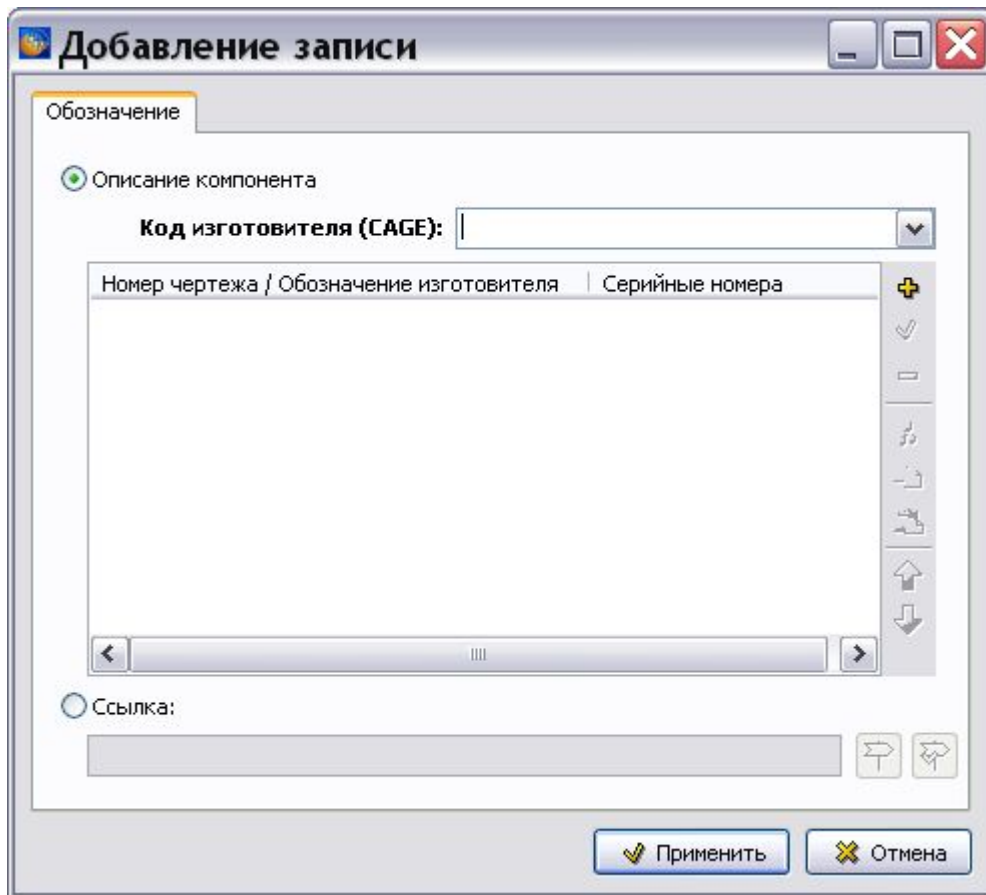 Добавление записи
Обозначение
Описание компонента
Код изготовителя (CAGE):
Номер чертежа / Обозначение изготовителя Серийные номера
Ссылка:
Применить Отмена